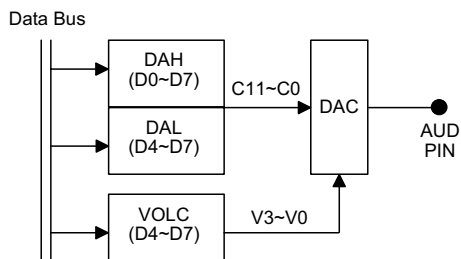 Data Bus
DAH
(D0~D7)
C11~C0
DAC
DAL
(D4~D7)
AUD
PIN
VOLC
(D4~D7)
V3~V0